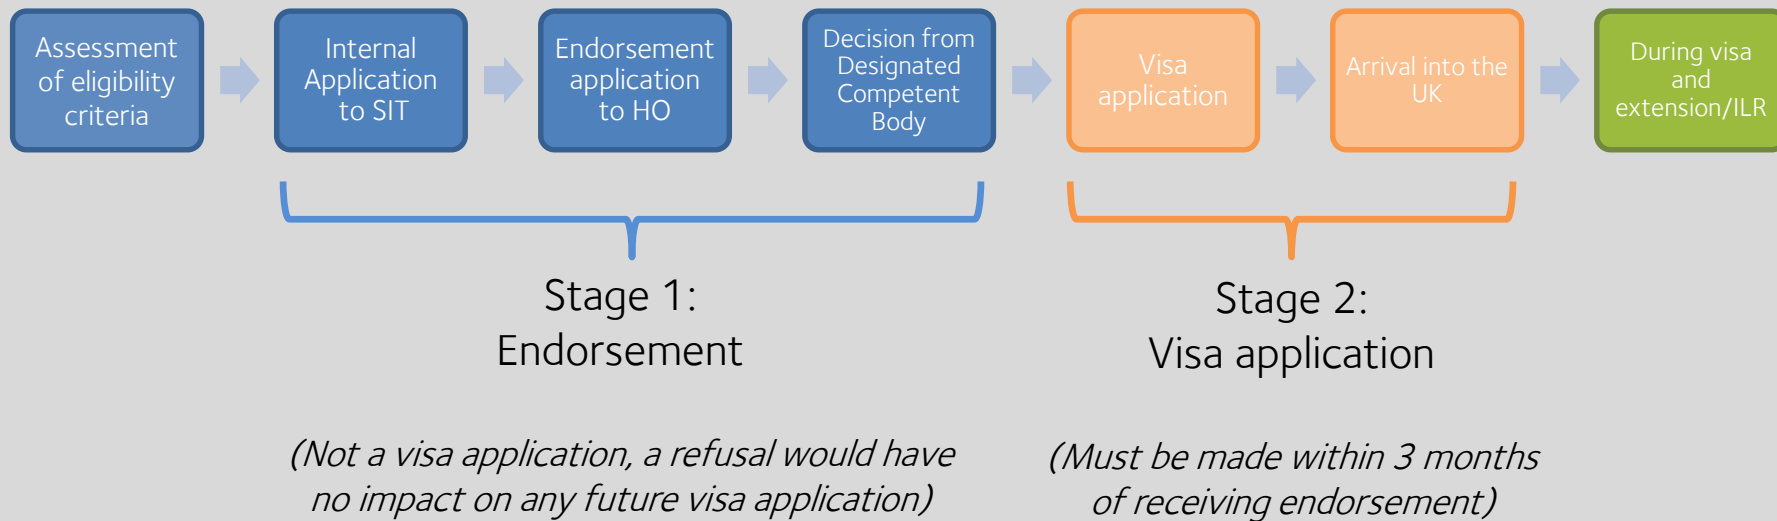 Assessment
of eligibility
criteria
Internal
Application
to SIT
Endorsement
application
to HO
Decision from
Designated
Competent
Body
Visa
application
Arrival into the
UK
During visa
and
extension/ILR
Stage 1:
Endorsement
(Not a visa application, a refusal would have
no impact on any future visa application)
Stage 2:
Visa application
(Must be made within 3 months
of receiving endorsement)